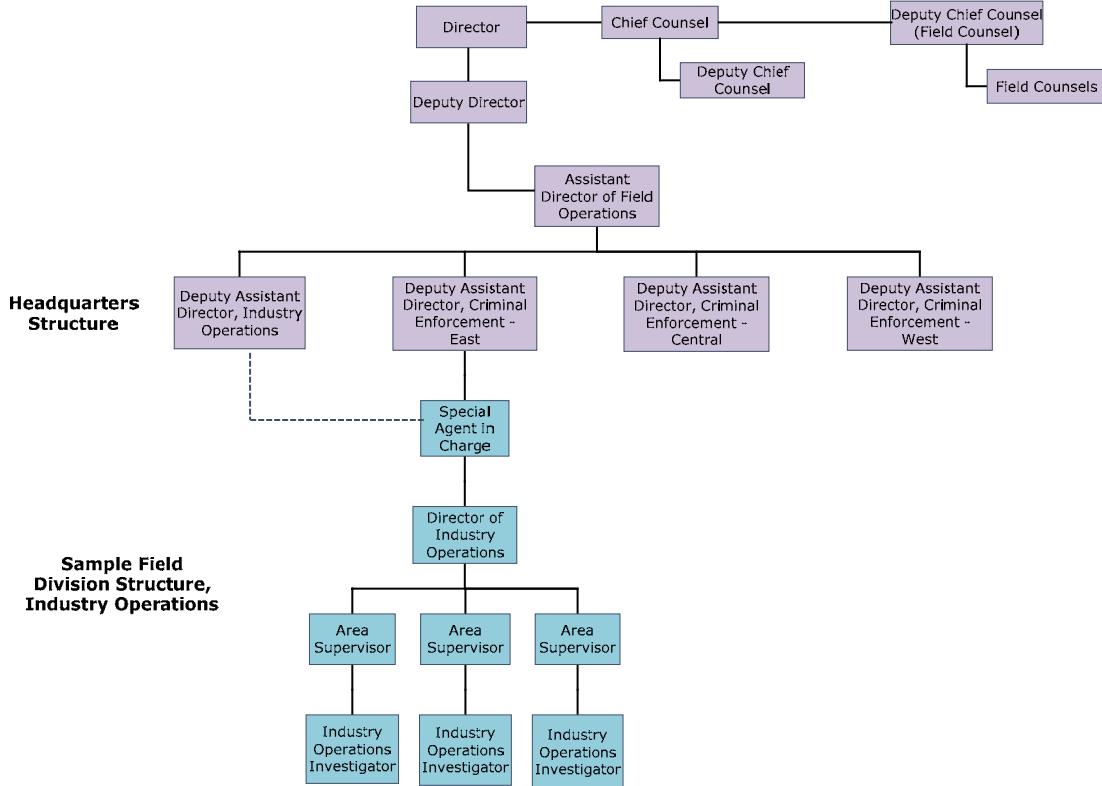 Director
Chief Counsel
Deputy Chief Counsel
(Field Counsel)
Deputy Chief
Counsel
Field Counsels
Deputy Director
Assistant
Director of Field
Operations
Headquarters
Structure
Deputy Assistant
Director, Industry
Operations
Deputy Assistant
Director, Criminal
Enforcement -
East
Deputy Assistant
Director, Criminal
Enforcement -
Central
Deputy Assistant
Director, Criminal
Enforcement -
West
Special
Agent in
Charge
Director of
Industry
Operations
Sample Field
Division Structure,
Industry Operations
Area
Supervisor
Area
Supervisor
Area
Supervisor
Industry
Operations
Investigator
Industry
Operations
Investigator
Industry
Operations
Investigator